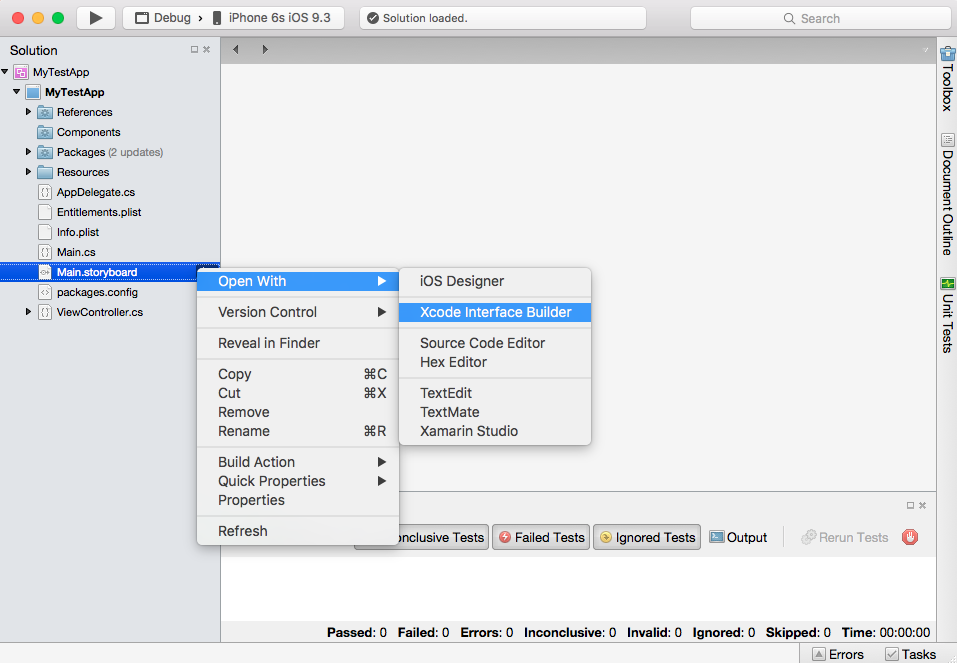 Debug
iPhone 6s iOS 9.3
Solution loaded.
Search
Solution
MyTestApp
MyTestApp
References
Components
Packages (2 updates)
Resources
AppDelegate.cs
Entitlements.plist
Info.plist
Main.cs
Main.storyboard
packages.config
ViewController.cs
Open With
Version Control
Reveal in Finder
Copy ⌘C
Cut ⌘X
Remove
Rename ⌘R
Build Action
Quick Properties
Properties
Refresh
iOS Designer
Xcode Interface Builder
Source Code Editor
Hex Editor
TextEdit
TextMate
Xamarin Studio
Toolbox
Document Outline
Unit Tests
onclusive Tests
Failed Tests
Ignored Tests
Output
Rerun Tests
Passed: 0 Failed: 0 Errors: 0 Inconclusive: 0 Invalid: 0 Ignored: 0 Skipped: 0 Time: 00:00:00
Errors
Tasks